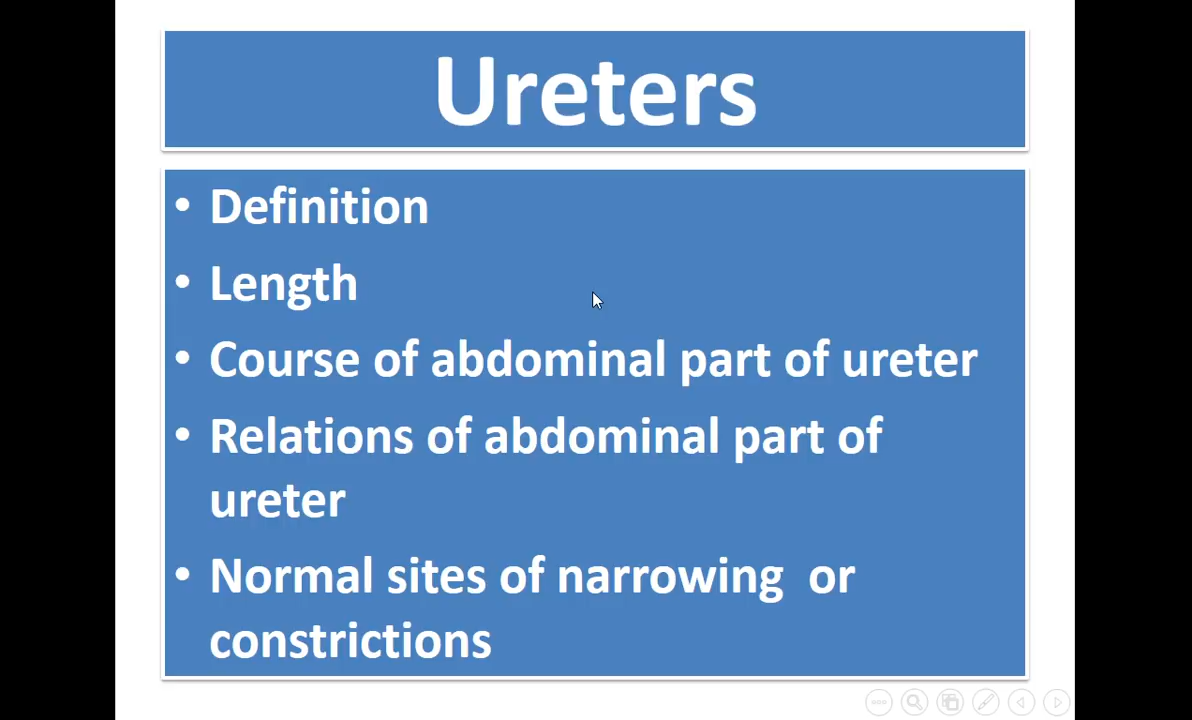 Ureters
• Definition
• Length
• Course of abdominal part of ureter
• Relations of abdominal part of
ureter
• Normal sites of narrowing  or
constrictions